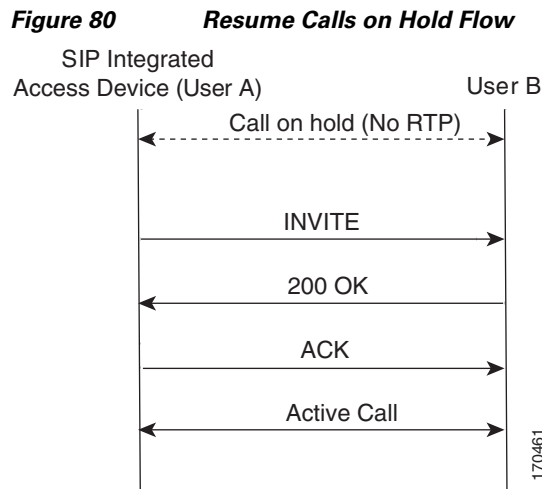 Figure 80 Resume Calls on Hold Flow
SIP Integrated
Access Device (User A)
User B
Call on hold (No RTP)
INVITE
200 OK
ACK
Active Call
170461